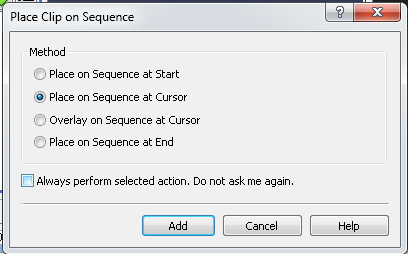 Place Clip on Sequence
Method
Place on Sequence at Start
Place on Sequence at Cursor
Overlay on Sequence at Cursor
Place on Sequence at End
Always perform selected action. Do not ask me again.
Add Cancel Help